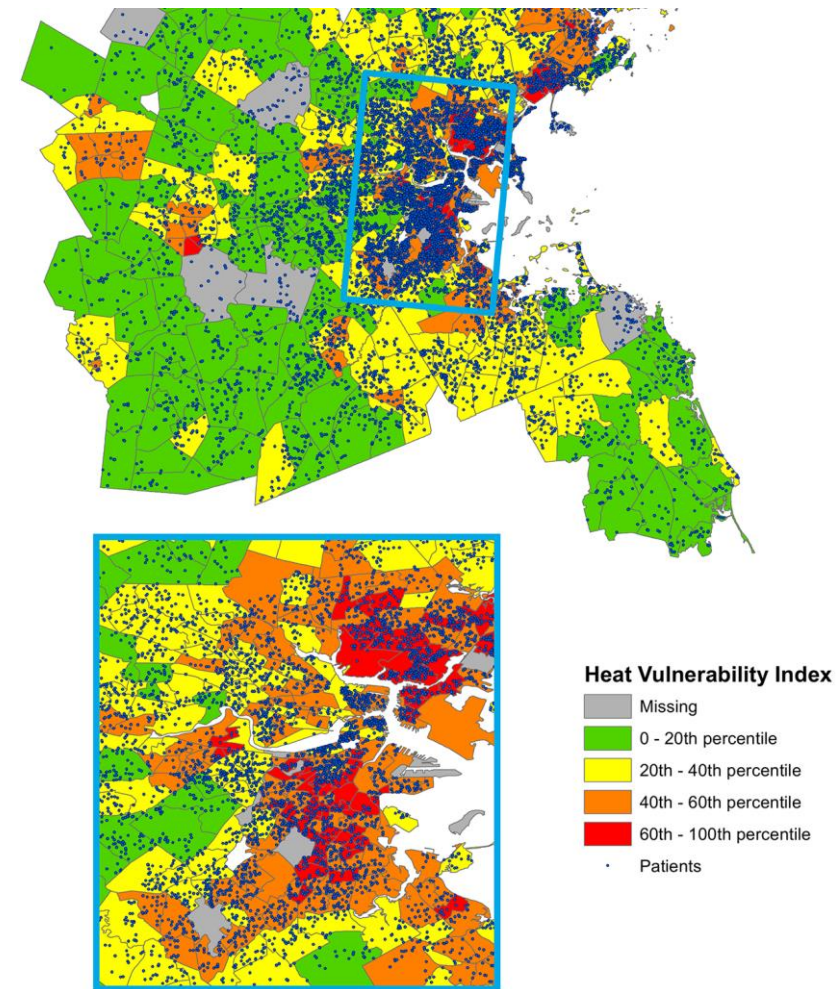 Heat Vulnerability Index
Missing
0 - 20th percentile
20th - 40th percentile
40th - 60th percentile
60th - 100th percentile
Patients